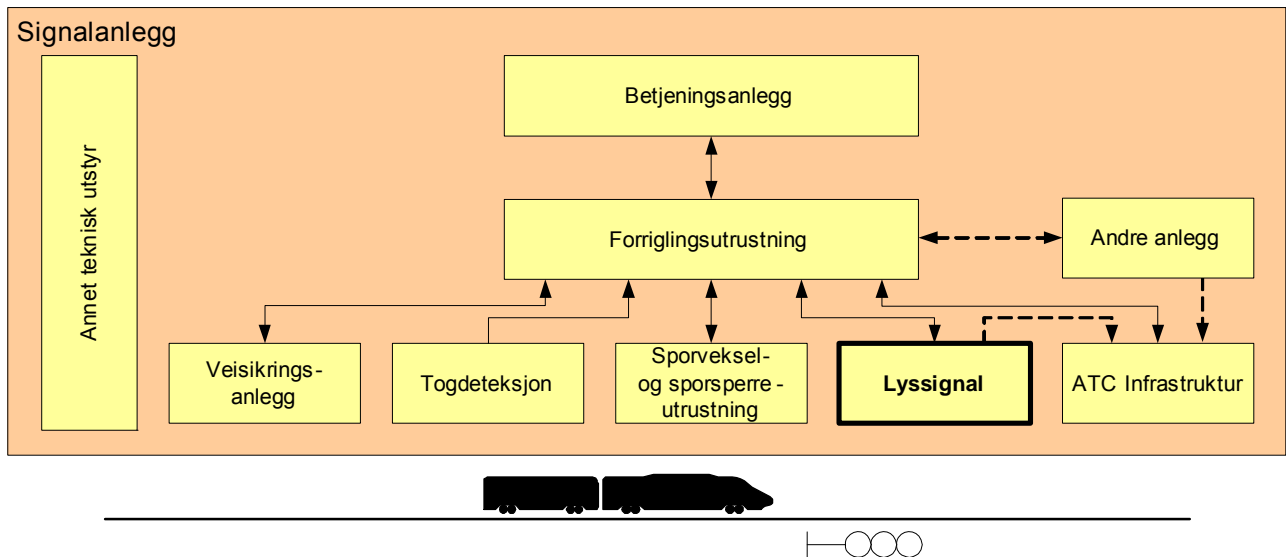 Signalanlegg
Annet teknisk utstyr
Betjeningsanlegg
Forriglingsutrustning
Andre anlegg
Veisikrings-
anlegg
Togdeteksjon
Sporveksel-
og sporsperre -
utrustning
Lyssignal
ATC Infrastruktur